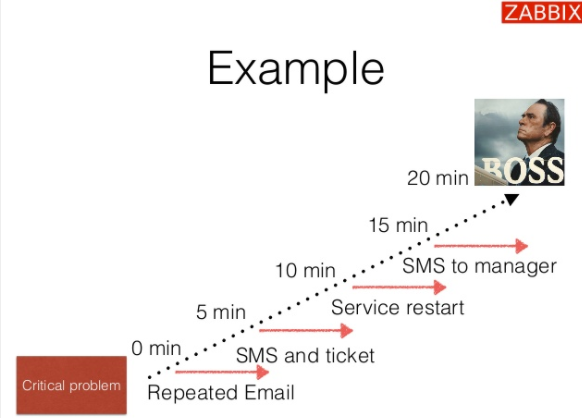 ZABBIX
Example
BOSS
20 min
15 min
SMS to manager
10 min
Service restart
5 min
SMS and ticket
0 min
Critical problem
Repeated Email